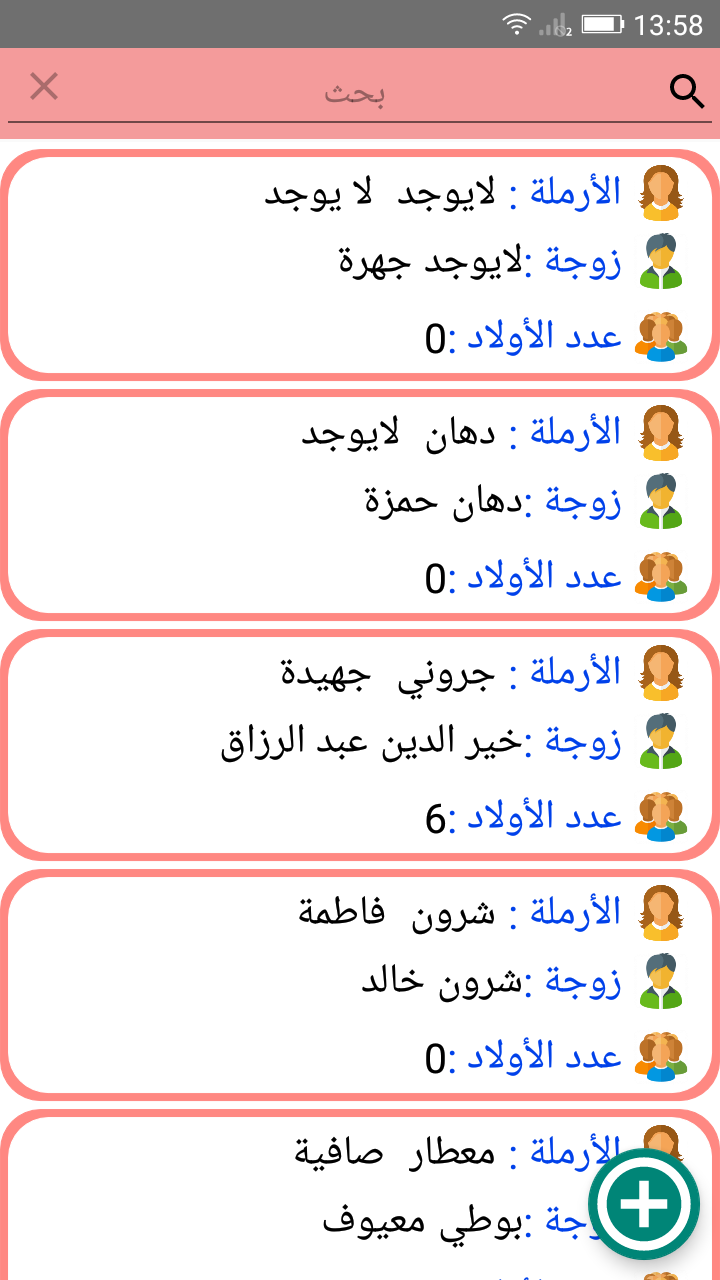 13:58
بحث
الأرملة : لايوجد لا يوجد
زوجة :لايوجد جهرة
عدد الأولاد :0
الأرملة : دهان لايوجد
زوجة :دهان حمزة
عدد الأولاد :0
الأرملة : جروني جهيدة
زوجة :خير الدين عبد الرزاق
عدد الأولاد :6
الأرملة : شرون فاطمة
زوجة :شرون خالد
عدد الأولاد :0
الأرملة : معطار صافية
زوجة :بوطي معيوف